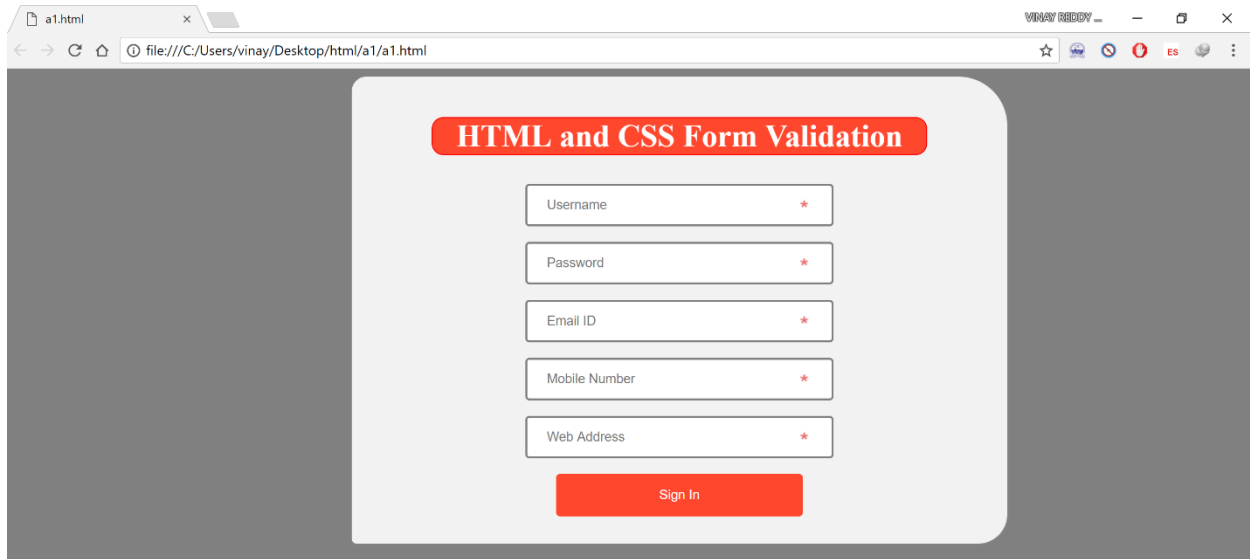 a1.html
VINAY REDDY ...
file:///C:/Users/vinay/Desktop/html/a1/a1.html
ES
HTML and CSS Form Validation
Username *
Password *
Email ID *
Mobile Number *
Web Address *
Sign In